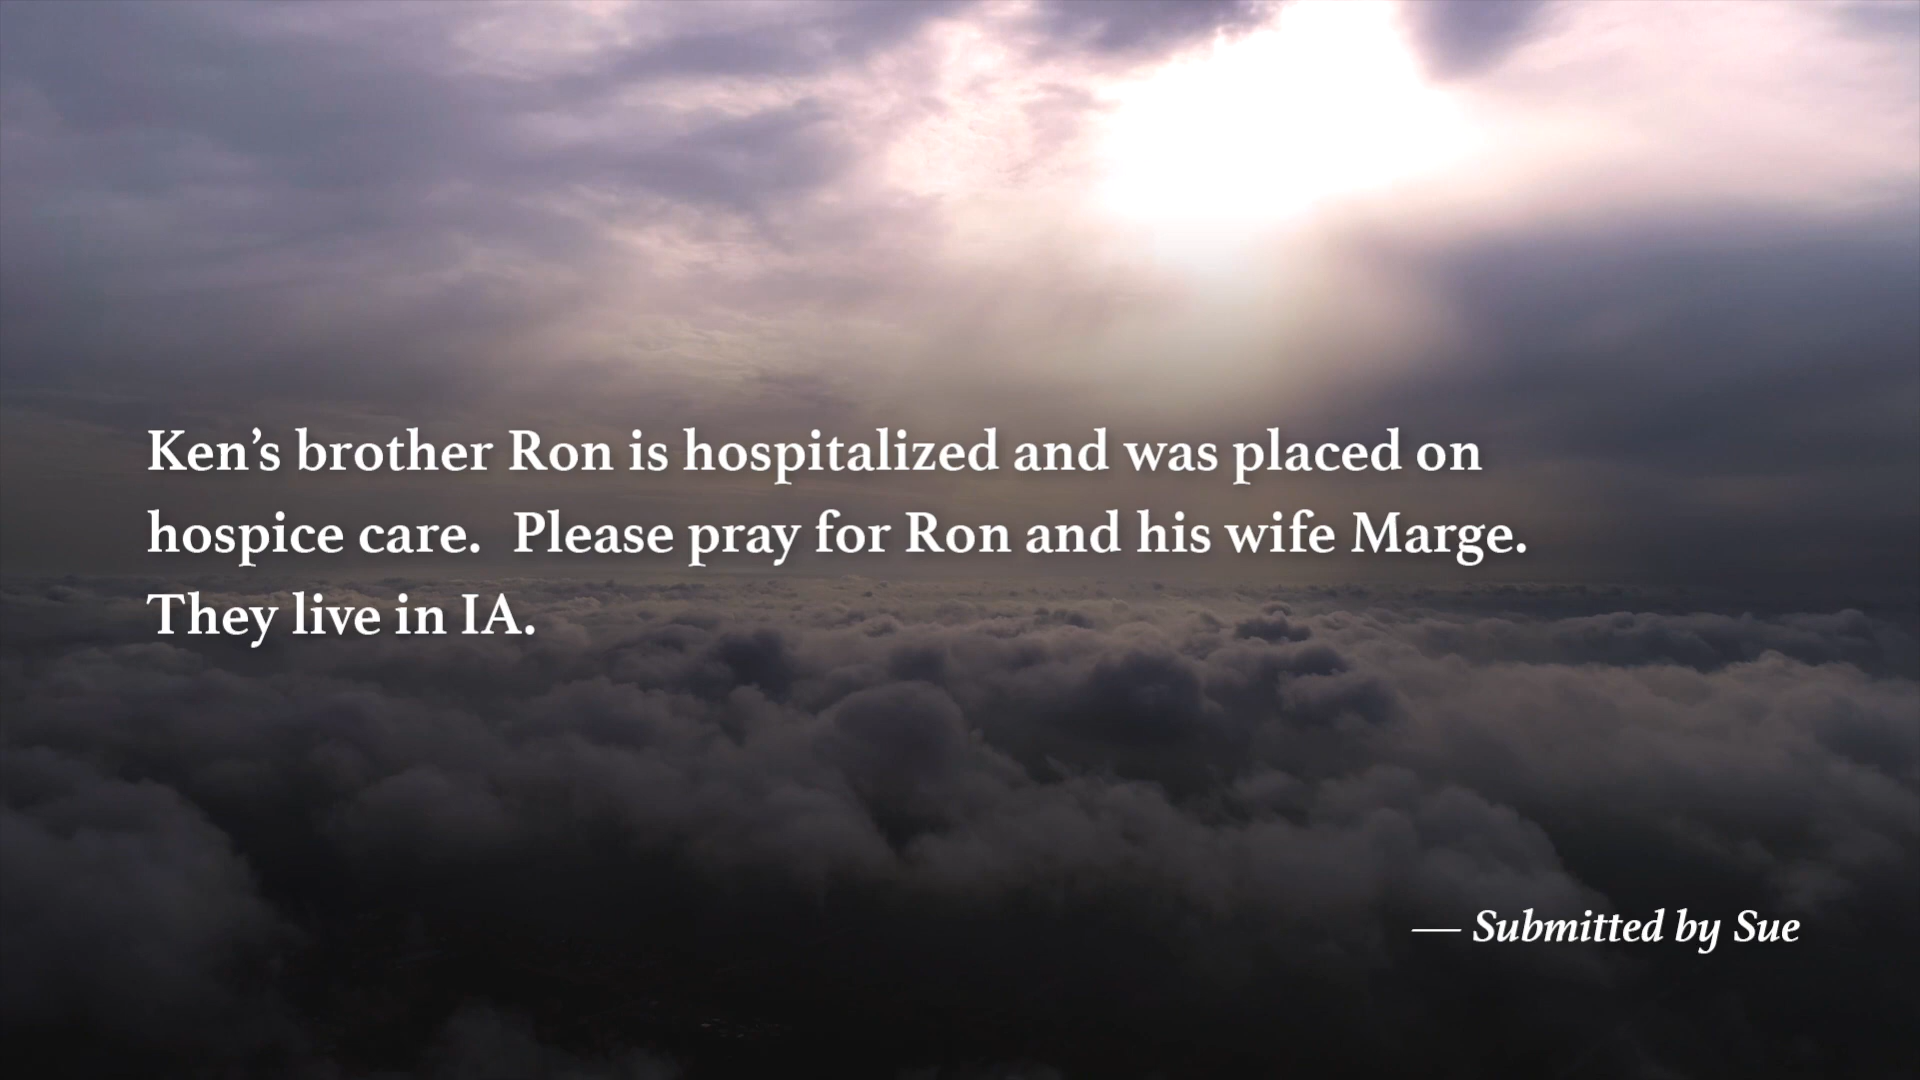 Ken’s brother Ron is hospitalized and was placed on
hospice care.  Please pray for Ron and his wife Marge.
They live in IA.
— Submitted by Sue